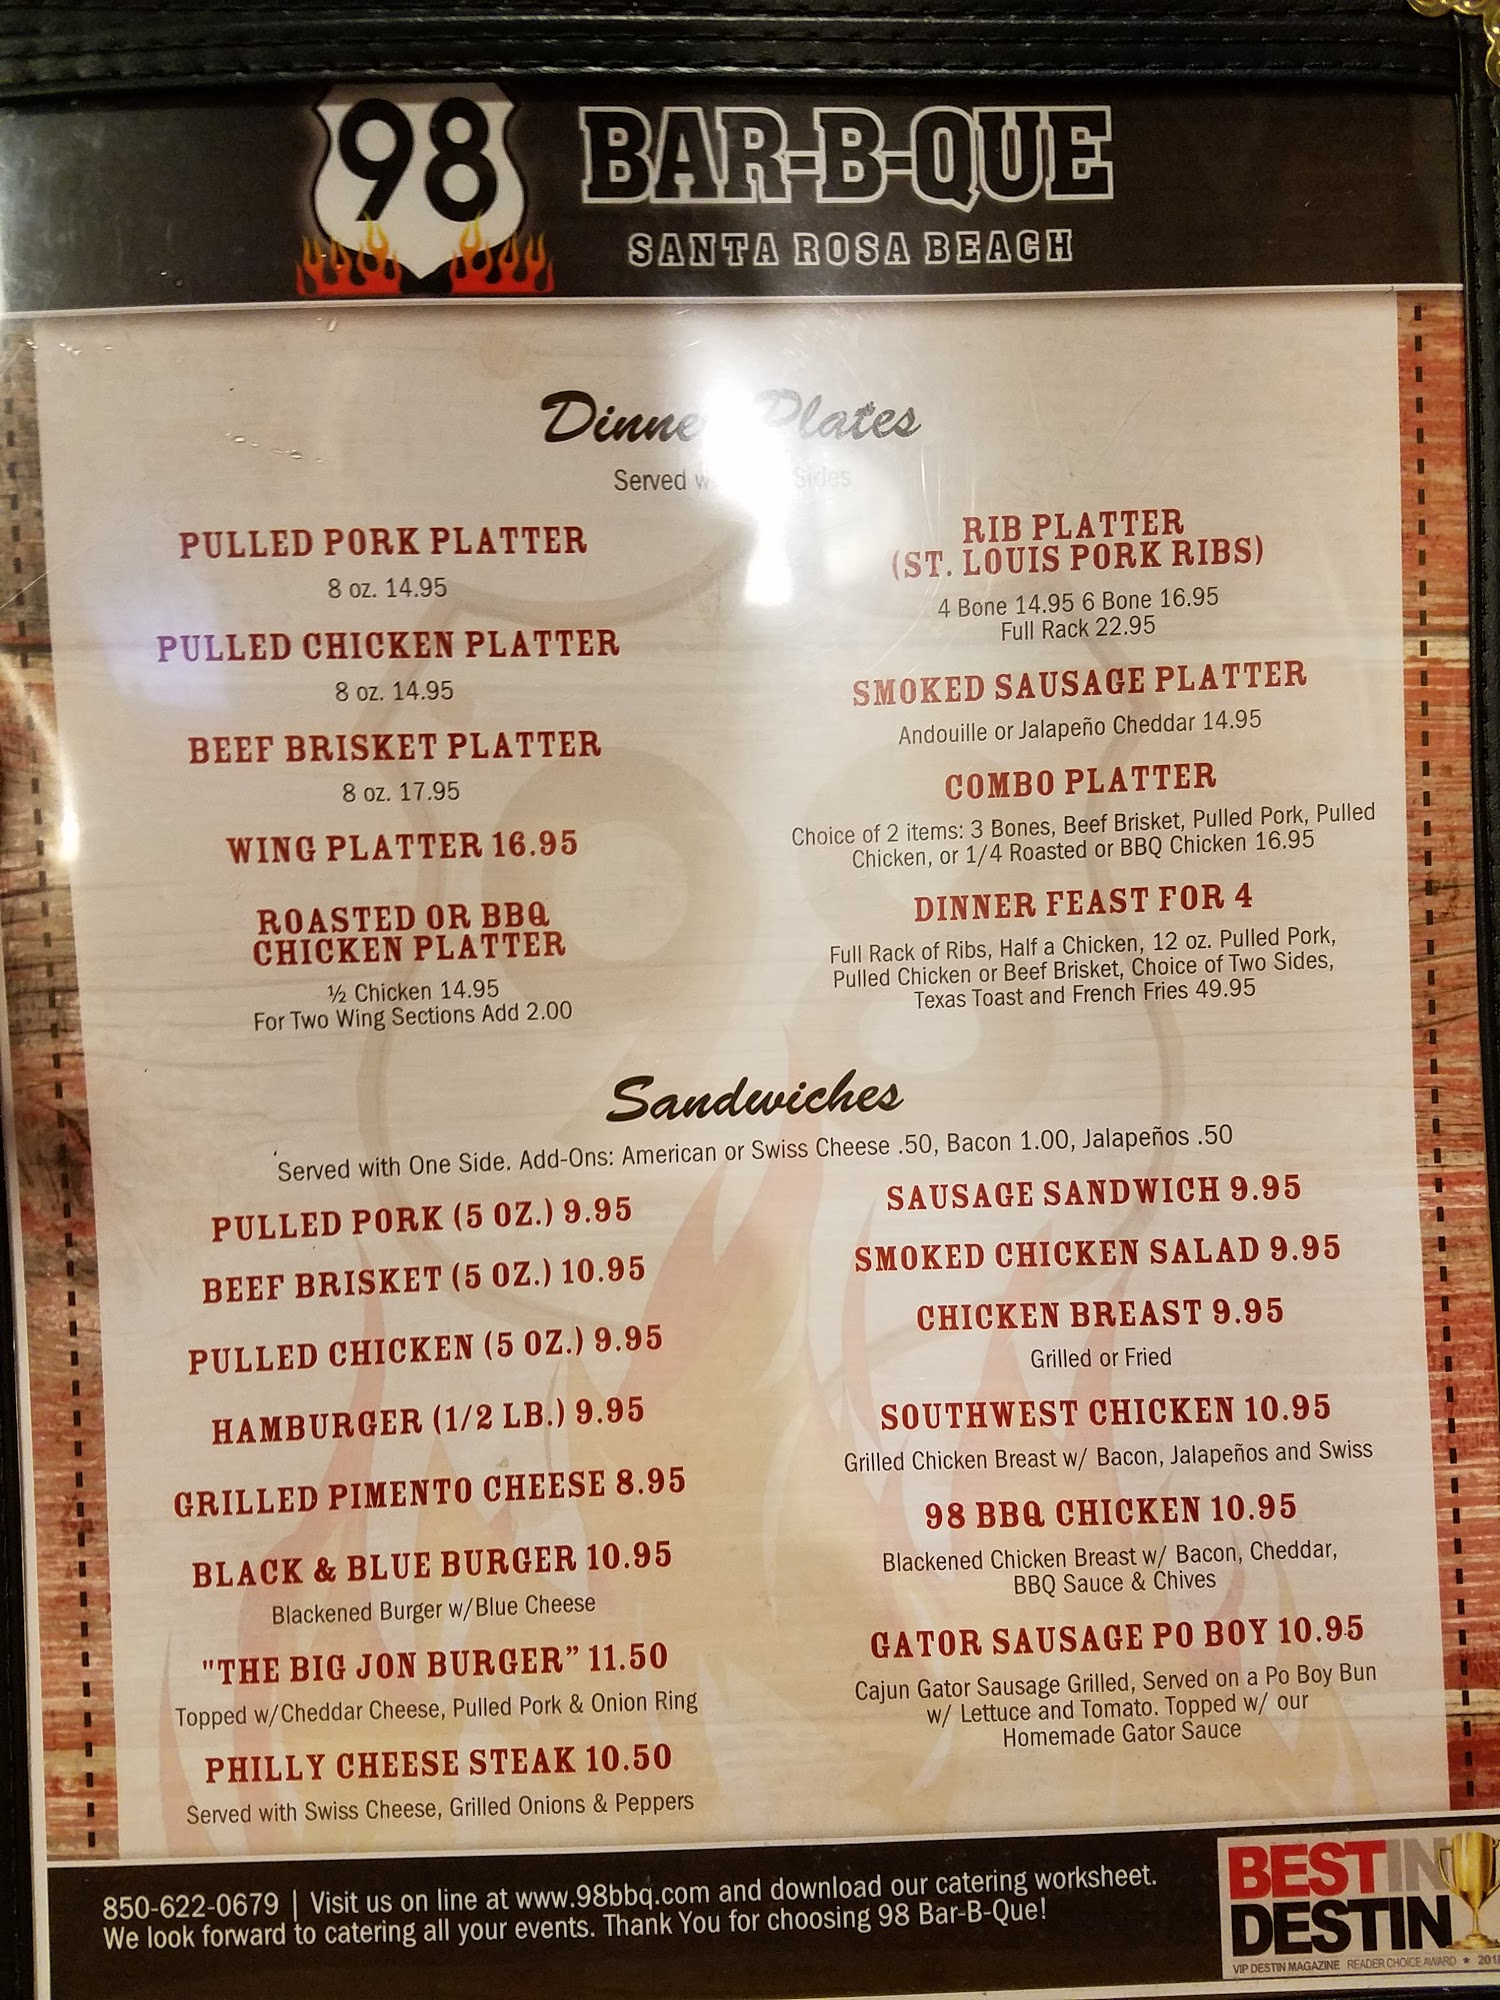 98 BAR-B-QUE
SANTA ROSA BEACH
Dinner Plates
Served Sides
PULLED PORK PLATTER
8 oz. 14.95
PULLED CHICKEN PLATTER
8 oz. 14.95
BEEF BRISKET PLATTER
8 oz. 17.95
WING PLATTER 16.95
ROASTED OR BBQ
CHICKEN PLATTER
½ Chicken 14.95
For Two Wing Sections Add 2.00
RIB PLATTER
(ST. LOUIS PORK RIBS)
4 Bone 14.95 6 Bone 16.95
Full Rack 22.95
SMOKED SAUSAGE PLATTER
Andouille or Jalapeño Cheddar 14.95
COMBO PLATTER
Choice of 2 items: 3 Bones, Beef Brisket, Pulled Pork, Pulled
Chicken, or 1/4 Roasted or BBQ Chicken 16.95
DINNER FEAST FOR 4
Full Rack of Ribs, Half a Chicken, 12 oz. Pulled Pork,
Pulled Chicken or Beef Brisket, Choice of Two Sides,
Texas Toast and French Fries 49.95
Sandwiches
Served with One Side. Add-Ons: American or Swiss Cheese .50, Bacon 1.00, Jalapeños .50
PULLED PORK (5 OZ.) 9.95
BEEF BRISKET (5 OZ.) 10.95
PULLED CHICKEN (5 OZ.) 9.95
HAMBURGER (1/2 LB.) 9.95
GRILLED PIMENTO CHEESE 8.95
BLACK & BLUE BURGER 10.95
Blackened Burger w/Blue Cheese
"THE BIG JON BURGER" 11.50
Topped w/Cheddar Cheese, Pulled Pork & Onion Ring
PHILLY CHEESE STEAK 10.50
Served with Swiss Cheese, Grilled Onions & Peppers
SAUSAGE SANDWICH 9.95
SMOKED CHICKEN SALAD 9.95
CHICKEN BREAST 9.95
Grilled or Fried
SOUTHWEST CHICKEN 10.95
Grilled Chicken Breast w/ Bacon, Jalapeños and Swiss
98 BBQ CHICKEN 10.95
Blackened Chicken Breast w/ Bacon, Cheddar,
BBQ Sauce & Chives
GATOR SAUSAGE PO BOY 10.95
Cajun Gator Sausage Grilled, Served on a Po Boy Bun
w/ Lettuce and Tomato. Topped w/ our
Homemade Gator Sauce
850-622-0679 | Visit us on line at www.98bbq.com and download our catering worksheet.
We look forward to catering all your events. Thank You for choosing 98 Bar-B-Que!
BEST IN
DESTIN
VIP DESTIN MAGAZINE READER CHOICE AWARD ★